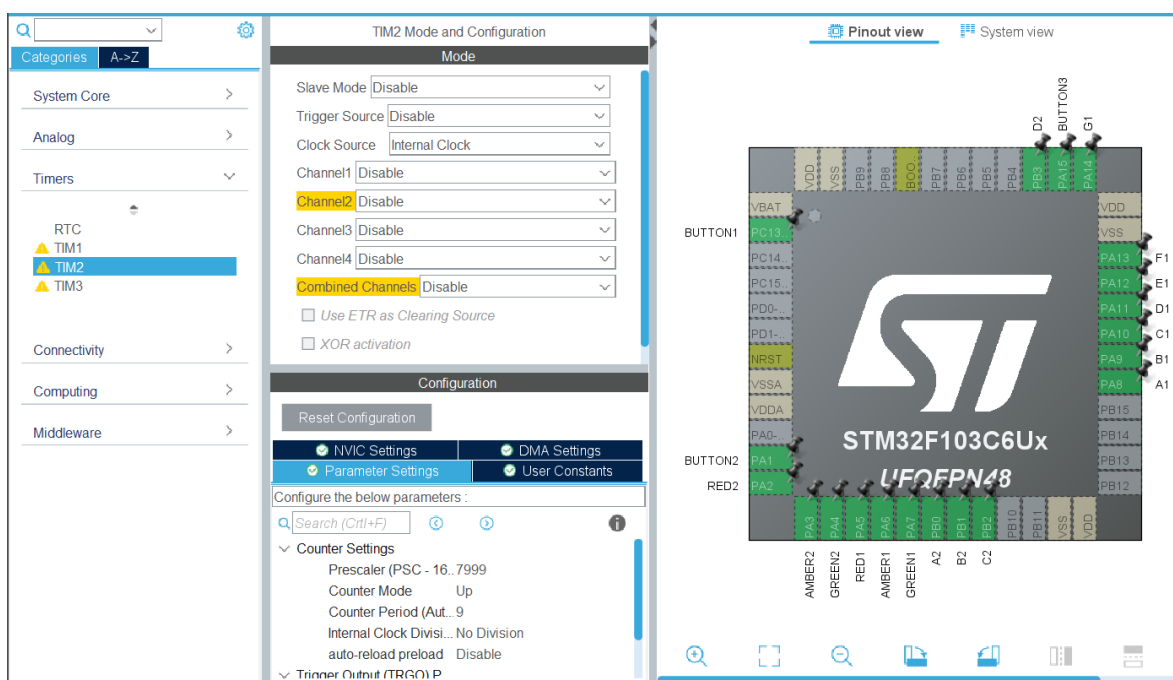 Categories A->Z
System Core
Analog
Timers
RTC
TIM1
TIM2
TIM3
Connectivity
Computing
Middleware
TIM2 Mode and Configuration
Mode
Slave Mode Disable
Trigger Source Disable
Clock Source Internal Clock
Channel1 Disable
Channel2 Disable
Channel3 Disable
Channel4 Disable
Combined Channels Disable
Use ETR as Clearing Source
XOR activation
Configuration
Reset Configuration
NVIC Settings DMA Settings
Parameter Settings User Constants
Configure the below parameters :
Search (Crtl+F)
Counter Settings
Prescaler (PSC - 16.. 7999
Counter Mode Up
Counter Period (Aut.. 9
Internal Clock Divisi... No Division
auto-reload preload Disable
Trigger Output (TRGO) P
Pinout view System view
D2 BUTTON3 G1
VDD VSS PB9 PB8 BOO.. PB7 PB6 PB5 PB4 PB3 PA15 PA14
VBAT VDD
BUTTON1 PC13.. VSS
PC14.. PA13 F1
PC15.. PA12 E1
PD0-.. PA11 D1
PD1-.. PA10 C1
NRST PA9 B1
VSSA PA8 A1
VDDA PB15
PA0-.. PB14
BUTTON2 PA1 PB13
RED2 PA2 PB12
STM32F103C6Ux
UFQFPN48
PA3 PA4 PA5 PA6 PA7 PB0 PB1 PB2 PB10 PB11 VSS VDD
AMBER2 GREEN2 RED1 AMBER1 GREEN1 A2 B2 C2